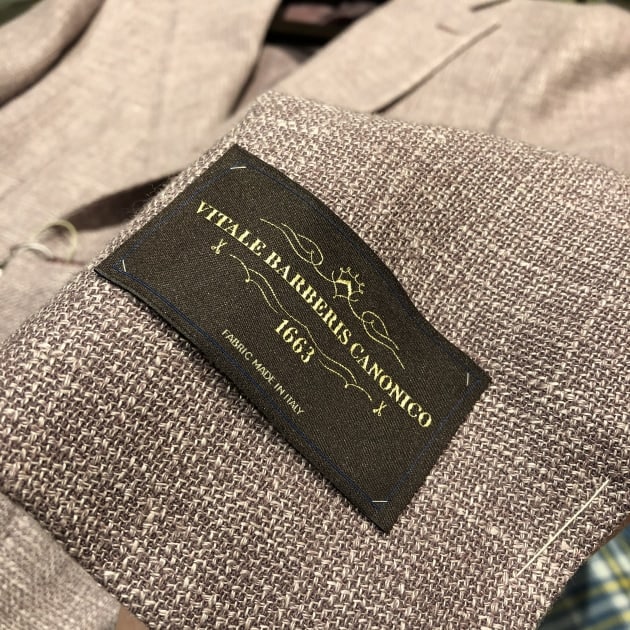 VITALE BARBERIS CANONICO
1663
FABRIC MADE IN ITALY